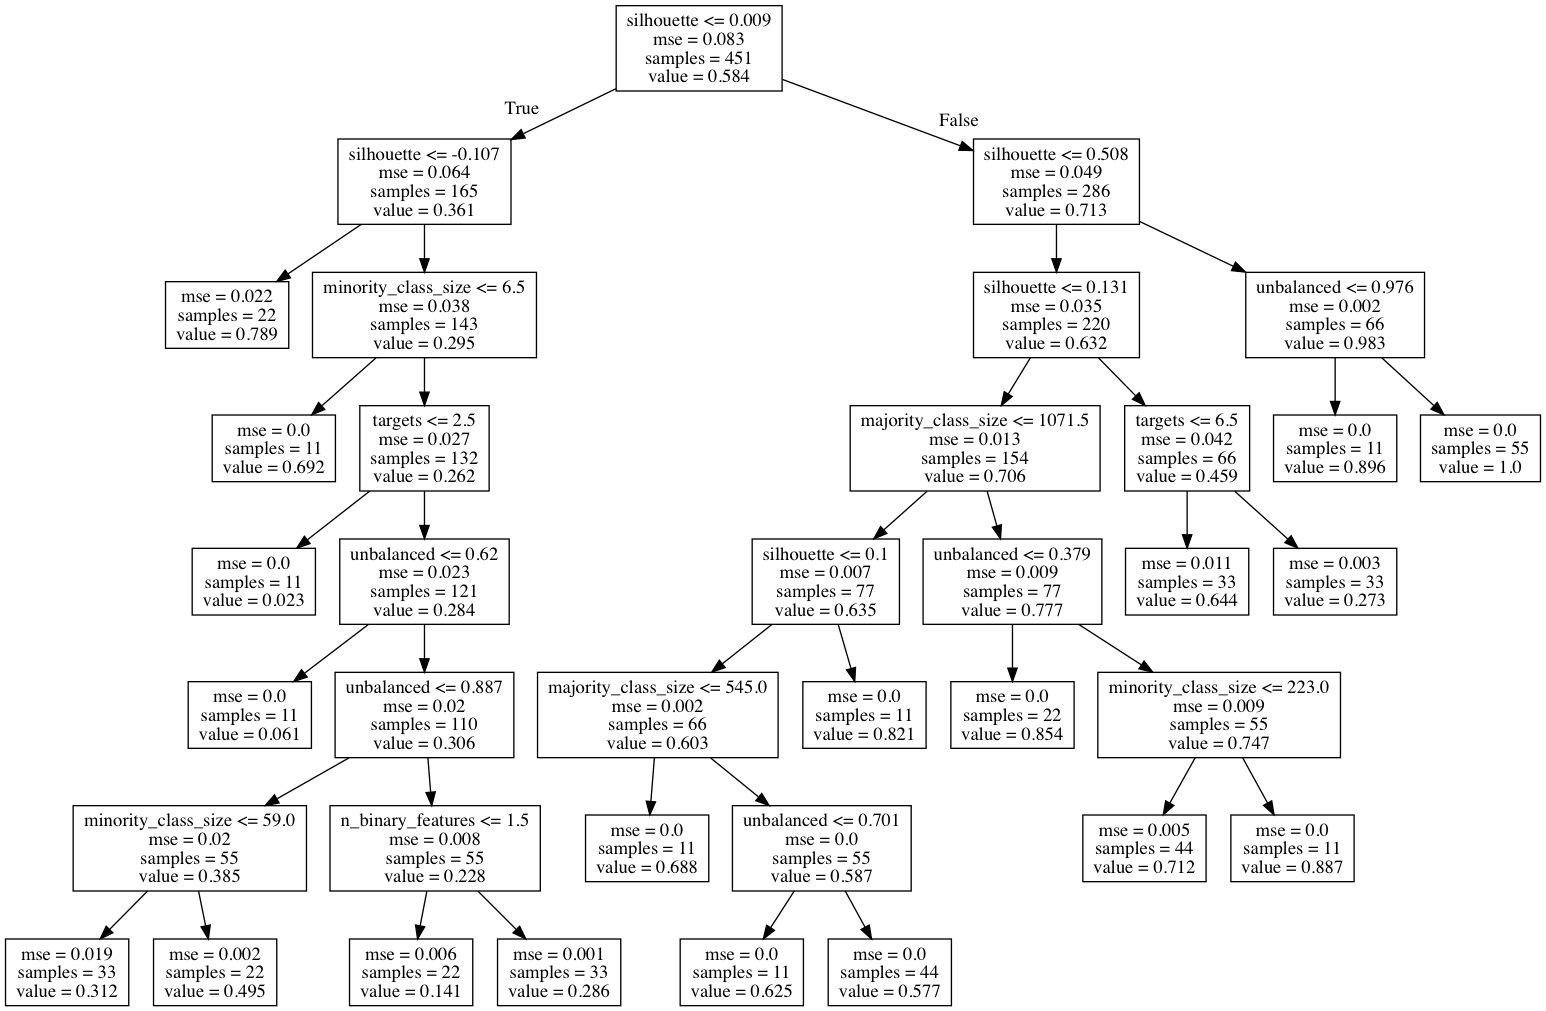 silhouette <= 0.009
mse = 0.083
samples = 451
value = 0.584
True
False
silhouette <= -0.107
mse = 0.064
samples = 165
value = 0.361
silhouette <= 0.508
mse = 0.049
samples = 286
value = 0.713
mse = 0.022
samples = 22
value = 0.789
minority_class_size <= 6.5
mse = 0.038
samples = 143
value = 0.295
silhouette <= 0.131
mse = 0.035
samples = 220
value = 0.632
unbalanced <= 0.976
mse = 0.002
samples = 66
value = 0.983
mse = 0.0
samples = 11
value = 0.692
targets <= 2.5
mse = 0.027
samples = 132
value = 0.262
majority_class_size <= 1071.5
mse = 0.013
samples = 154
value = 0.706
targets <= 6.5
mse = 0.042
samples = 66
value = 0.459
mse = 0.0
samples = 11
value = 0.896
mse = 0.0
samples = 55
value = 1.0
mse = 0.0
samples = 11
value = 0.023
unbalanced <= 0.62
mse = 0.023
samples = 121
value = 0.284
silhouette <= 0.1
mse = 0.007
samples = 77
value = 0.635
unbalanced <= 0.379
mse = 0.009
samples = 77
value = 0.777
mse = 0.011
samples = 33
value = 0.644
mse = 0.003
samples = 33
value = 0.273
mse = 0.0
samples = 11
value = 0.061
unbalanced <= 0.887
mse = 0.02
samples = 110
value = 0.306
majority_class_size <= 545.0
mse = 0.002
samples = 66
value = 0.603
mse = 0.0
samples = 11
value = 0.821
mse = 0.0
samples = 22
value = 0.854
minority_class_size <= 223.0
mse = 0.009
samples = 55
value = 0.747
minority_class_size <= 59.0
mse = 0.02
samples = 55
value = 0.385
n_binary_features <= 1.5
mse = 0.008
samples = 55
value = 0.228
mse = 0.0
samples = 11
value = 0.688
unbalanced <= 0.701
mse = 0.0
samples = 55
value = 0.587
mse = 0.005
samples = 44
value = 0.712
mse = 0.0
samples = 11
value = 0.887
mse = 0.019
samples = 33
value = 0.312
mse = 0.002
samples = 22
value = 0.495
mse = 0.006
samples = 22
value = 0.141
mse = 0.001
samples = 33
value = 0.286
mse = 0.0
samples = 11
value = 0.625
mse = 0.0
samples = 44
value = 0.577